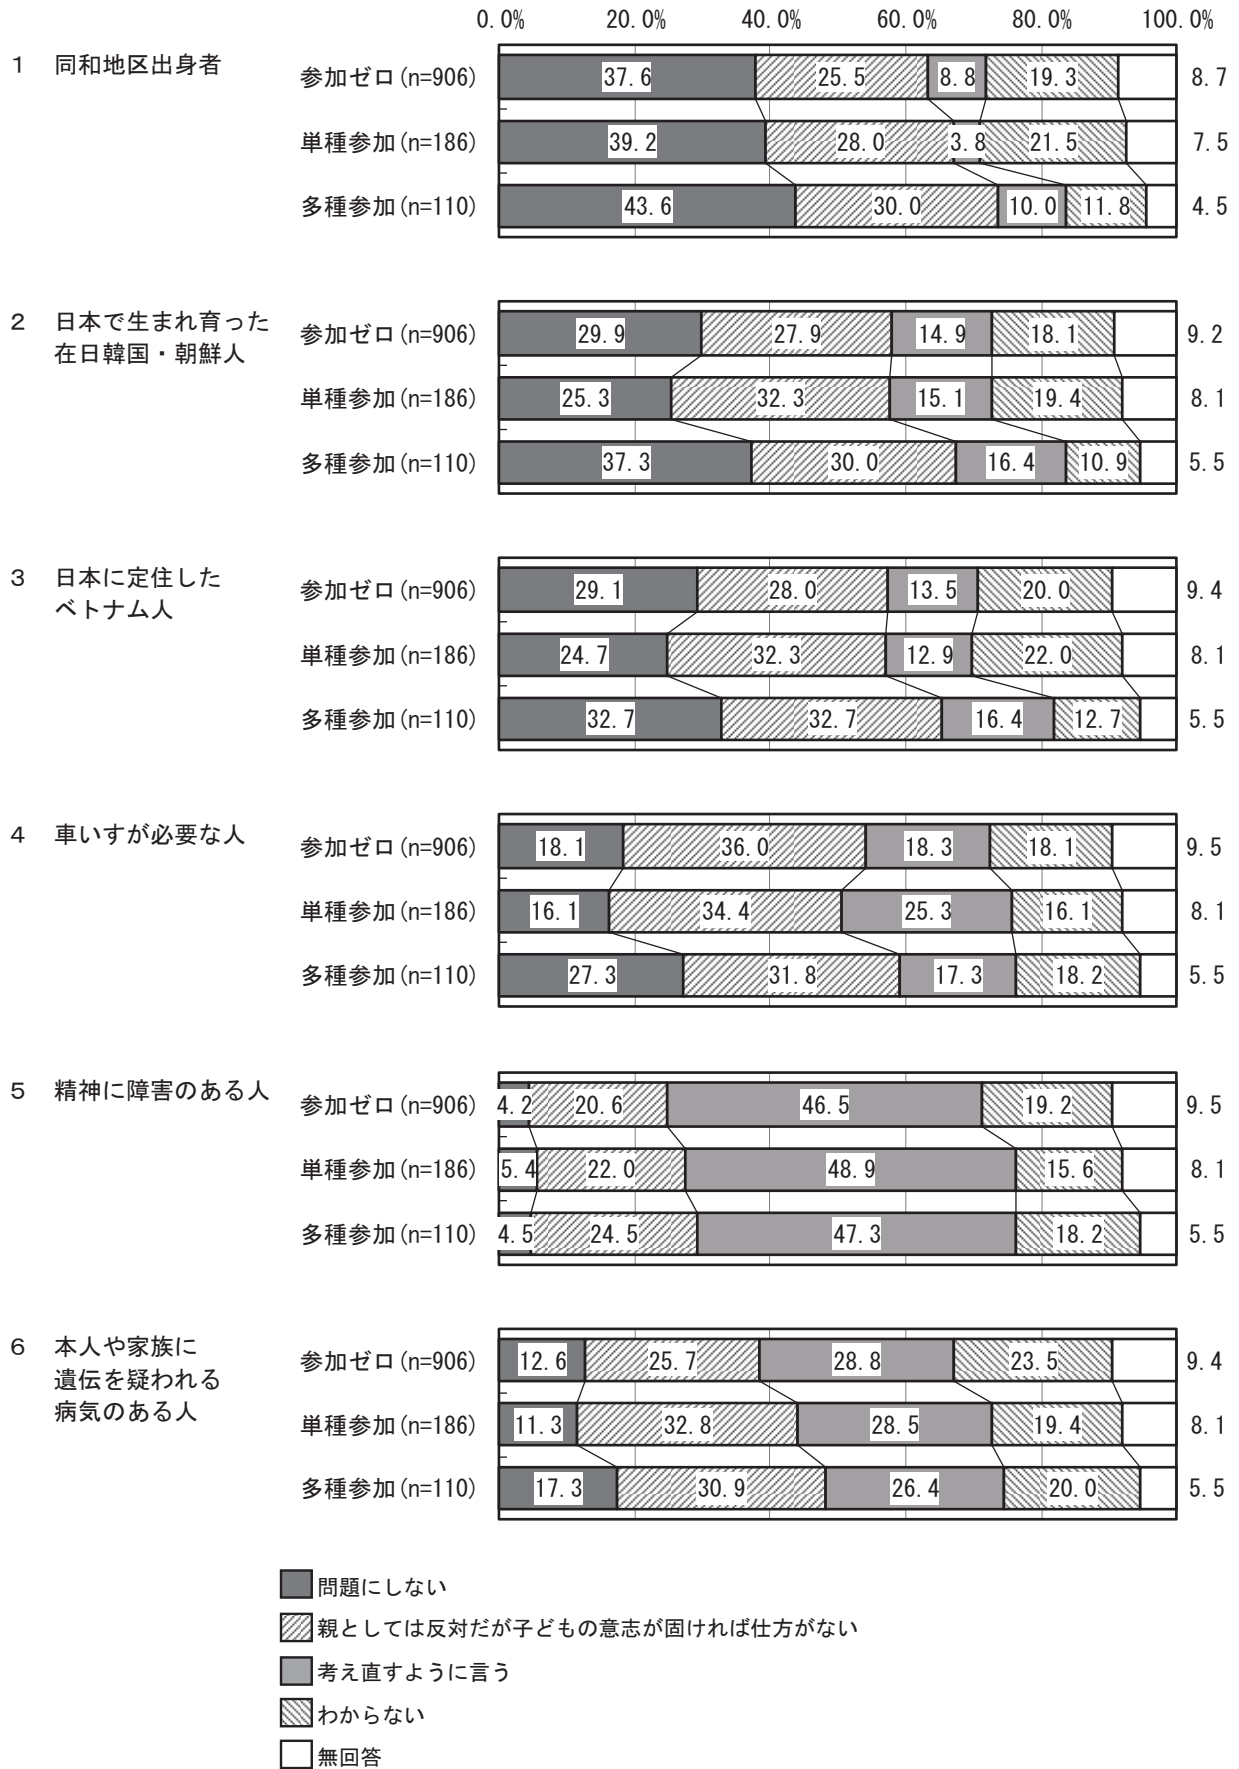 0.0% 20.0% 40.0% 60.0% 80.0% 100.0%
1 同和地区出身者
参加ゼロ(n=906) 37.6 25.5 8.8 19.3 8.7
単種参加(n=186) 39.2 28.0 3.8 21.5 7.5
多種参加(n=110) 43.6 30.0 10.0 11.8 4.5
2 日本で生まれ育った
在日韓国・朝鮮人
参加ゼロ(n=906) 29.9 27.9 14.9 18.1 9.2
単種参加(n=186) 25.3 32.3 15.1 19.4 8.1
多種参加(n=110) 37.3 30.0 16.4 10.9 5.5
3 日本に定住した
ベトナム人
参加ゼロ(n=906) 29.1 28.0 13.5 20.0 9.4
単種参加(n=186) 24.7 32.3 12.9 22.0 8.1
多種参加(n=110) 32.7 32.7 16.4 12.7 5.5
4 車いすが必要な人
参加ゼロ(n=906) 18.1 36.0 18.3 18.1 9.5
単種参加(n=186) 16.1 34.4 25.3 16.1 8.1
多種参加(n=110) 27.3 31.8 17.3 18.2 5.5
5 精神に障害のある人
参加ゼロ(n=906) 4.2 20.6 46.5 19.2 9.5
単種参加(n=186) 5.4 22.0 48.9 15.6 8.1
多種参加(n=110) 4.5 24.5 47.3 18.2 5.5
6 本人や家族に
遺伝を疑われる
病気のある人
参加ゼロ(n=906) 12.6 25.7 28.8 23.5 9.4
単種参加(n=186) 11.3 32.8 28.5 19.4 8.1
多種参加(n=110) 17.3 30.9 26.4 20.0 5.5
問題にしない
親としては反対だが子どもの意志が固ければ仕方がない
考え直すように言う
わからない
無回答